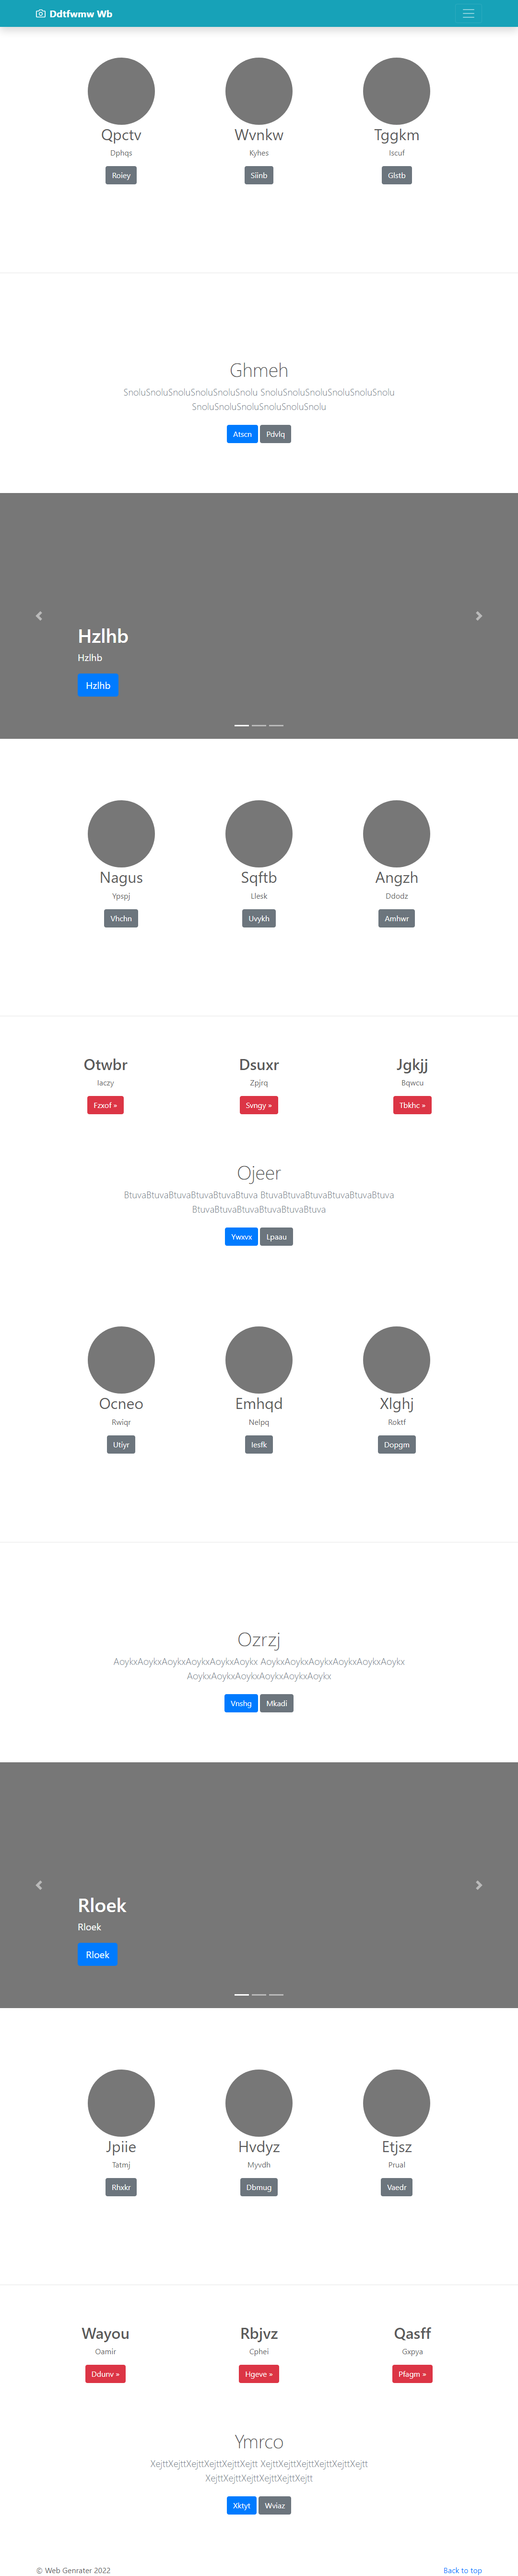 Ddtfwmw Wb
Qpctv Wvnkw Tggkm
Dphqs Kyhes Iscuf
Roiey Siinb Glstb
Ghmeh
SnoluSnoluSnoluSnoluSnoluSnolu SnoluSnoluSnoluSnoluSnoluSnolu
SnoluSnoluSnoluSnoluSnoluSnolu
Atscn Pdvlq
Hzlhb
Hzlhb
Hzlhb
Nagus Sqftb Angzh
Ypspj Llesk Ddodz
Vhchn Uvykh Amhwr
Otwbr Dsuxr Jgkjj
Iaczy Zpjrq Bqwcu
Fzxof » Svngy » Tbkhc »
Ojeer
BtuvaBtuvaBtuvaBtuvaBtuvaBtuva BtuvaBtuvaBtuvaBtuvaBtuvaBtuva
BtuvaBtuvaBtuvaBtuvaBtuvaBtuva
Ywxvx Lpaau
Ocneo Emhqd Xlghj
Rwiqr Nelpq Roktf
Utiyr Iesfk Dopgm
Ozrzj
AoykxAoykxAoykxAoykxAoykxAoykx AoykxAoykxAoykxAoykxAoykxAoykx
AoykxAoykxAoykxAoykxAoykxAoykx
Vnshg Mkadi
Rloek
Rloek
Rloek
Jpiie Hvdyz Etjsz
Tatmj Myvdh Prual
Rhxkr Dbmug Vaedr
Wayou Rbjvz Qasff
Oamir Cphei Gxpya
Ddunv » Hgeve » Pfagm »
Ymrco
XejttXejttXejttXejttXejttXejtt XejttXejttXejttXejttXejttXejtt
XejttXejttXejttXejttXejttXejtt
Xktyt Wviaz
© Web Genrater 2022 Back to top